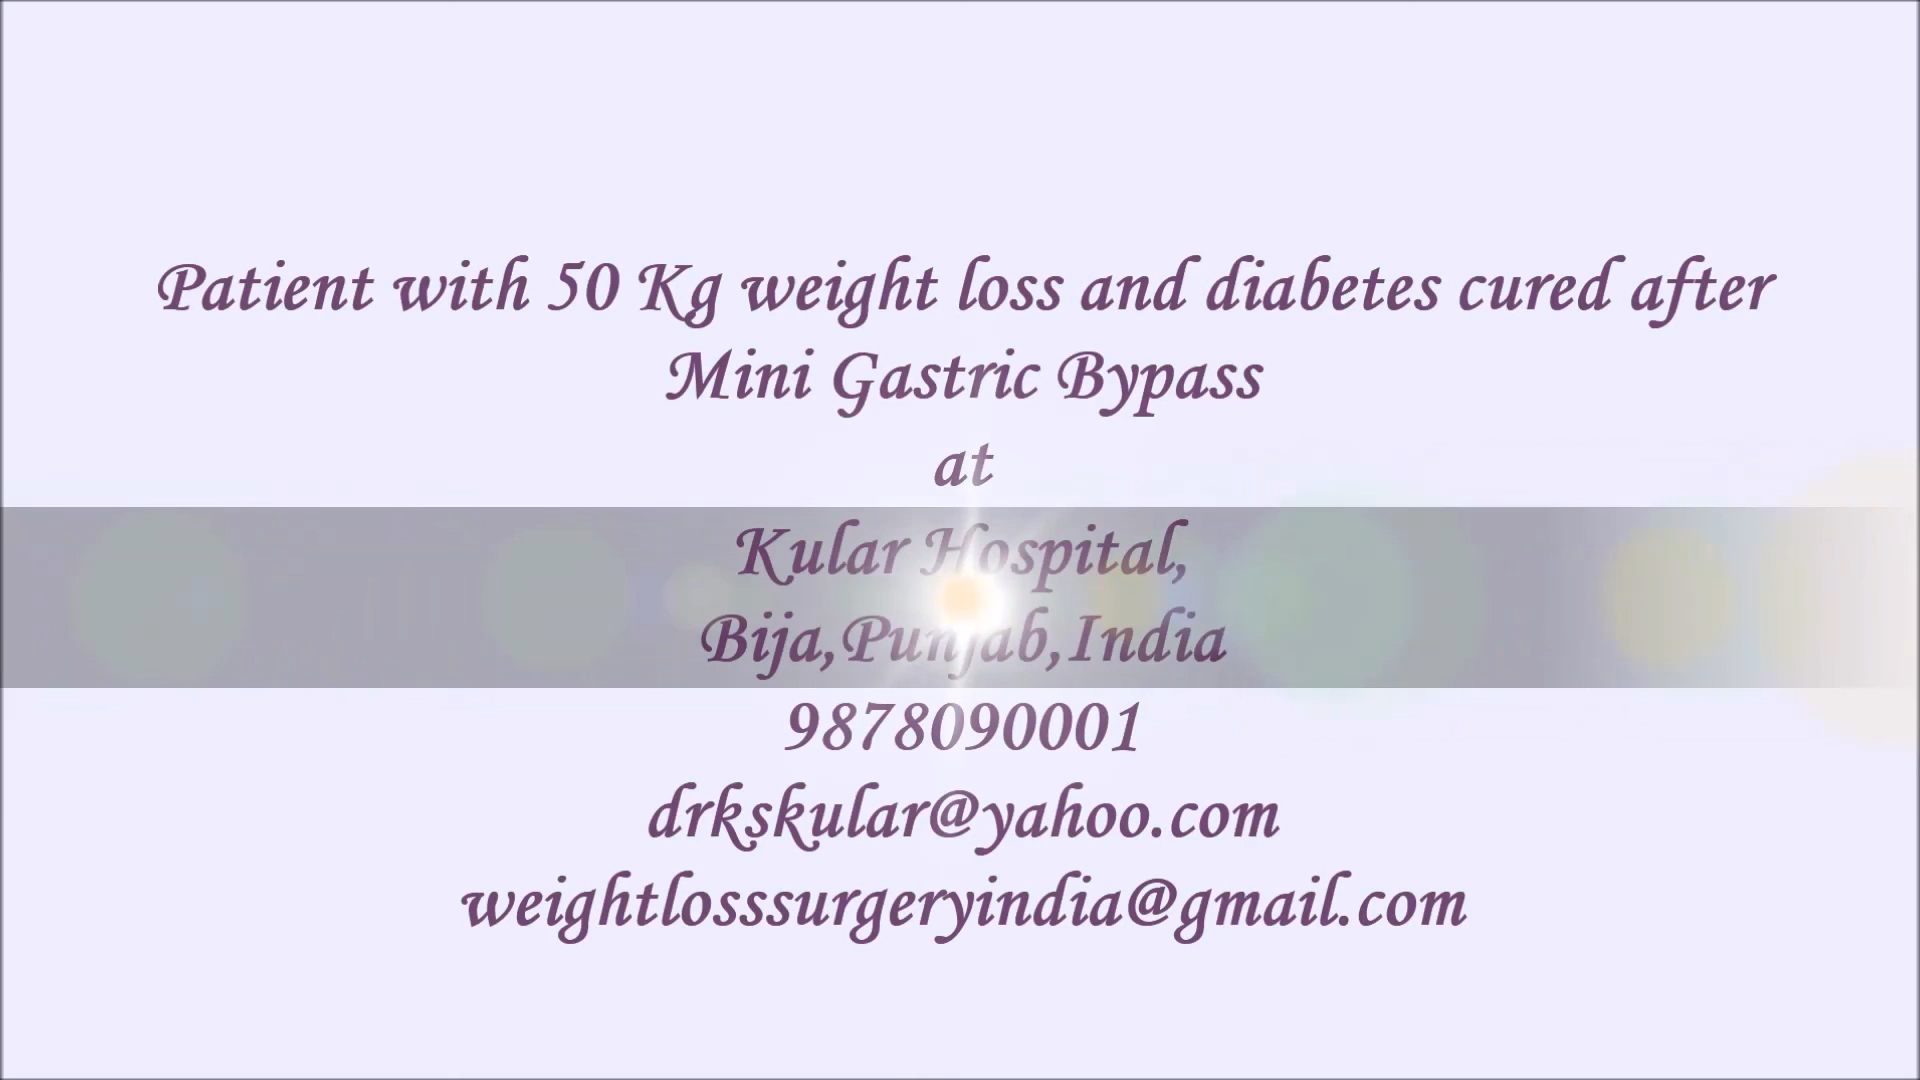 Patient with 50 Kg weight loss and diabetes cured after
Mini Gastric Bypass
at
Kular Hospital,
Bija,Punjab,India
9878090001
drkskular@yahoo.com
weightlosssurgeryindia@gmail.com